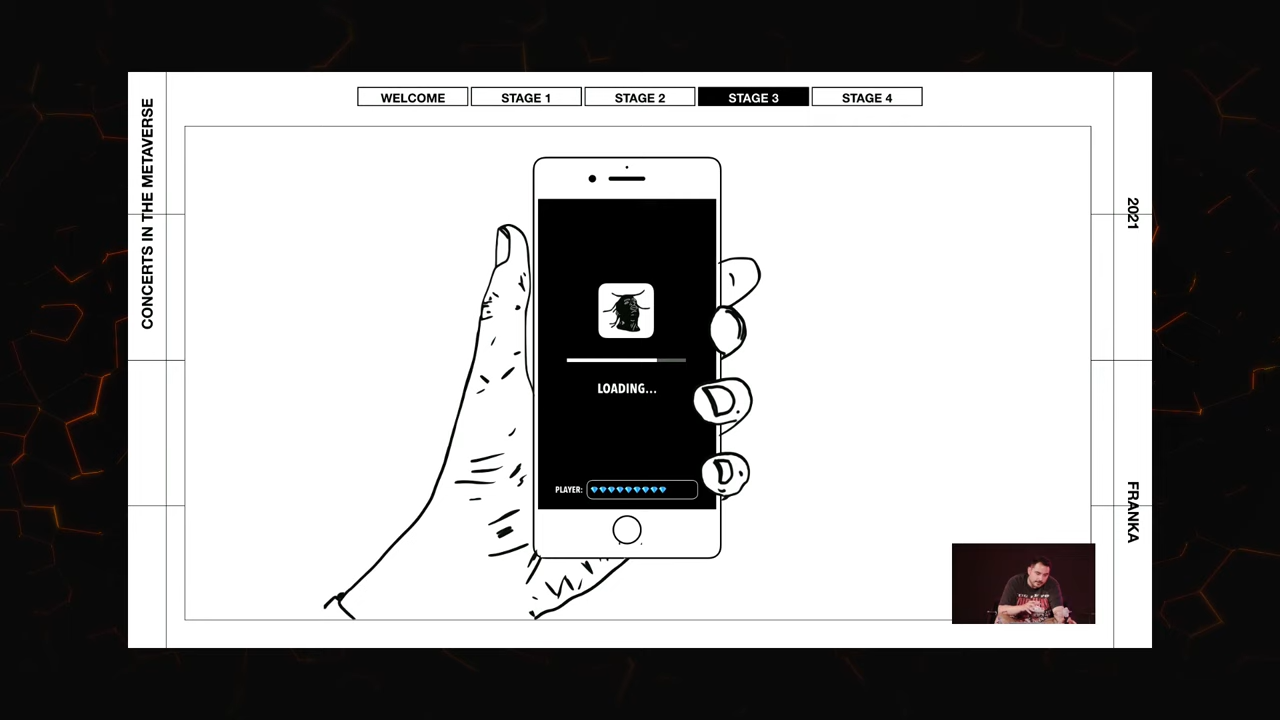 WELCOME
STAGE 1
STAGE 2
STAGE 3
STAGE 4
CONCERTS IN THE METAVERSE
2021
LOADING...
PLAYER: 💎💎💎💎💎💎💎💎💎
FRANKA